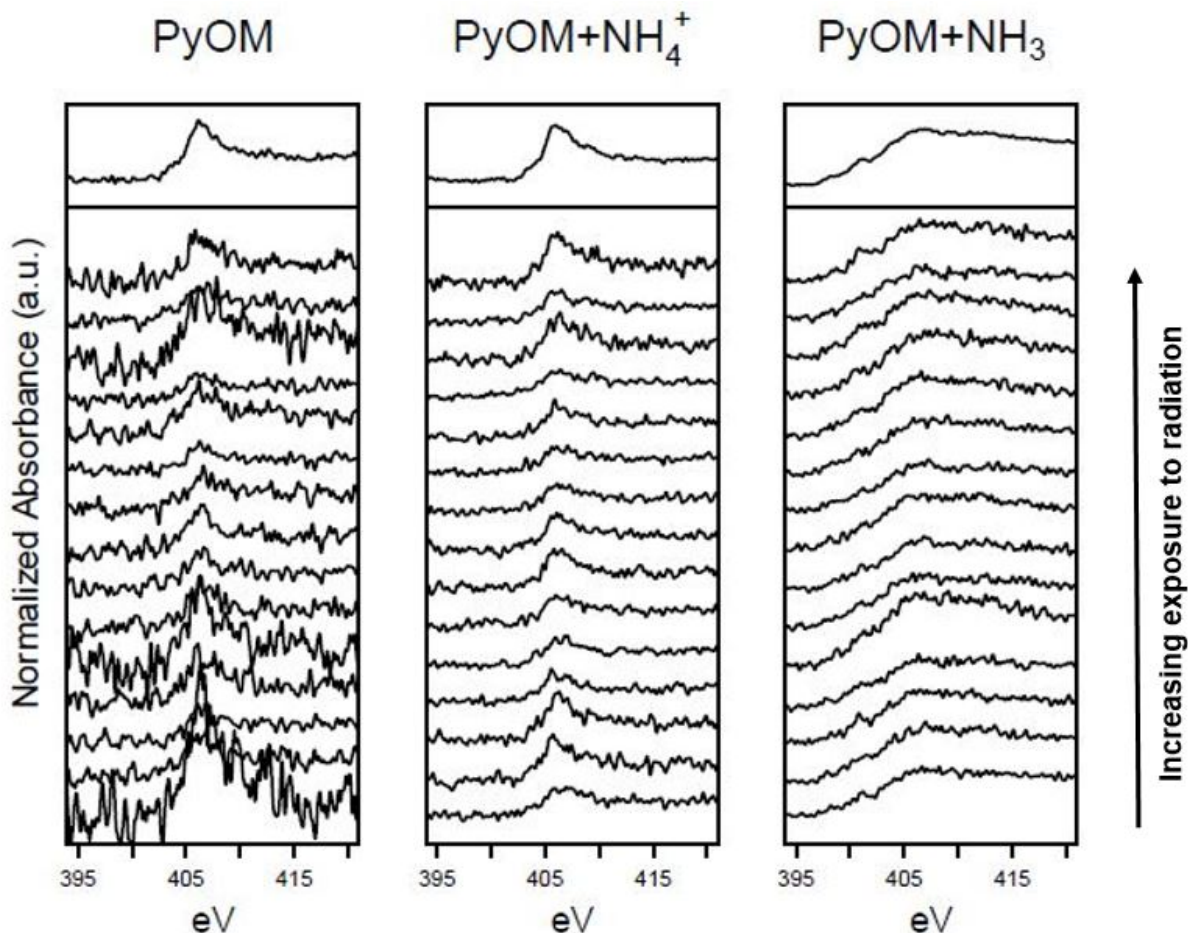 PyOM PyOM+NH₄⁺ PyOM+NH₃
Normalized Absorbance (a.u.)
Increasing exposure to radiation
395 405 415 395 405 415 395 405 415
eV eV eV